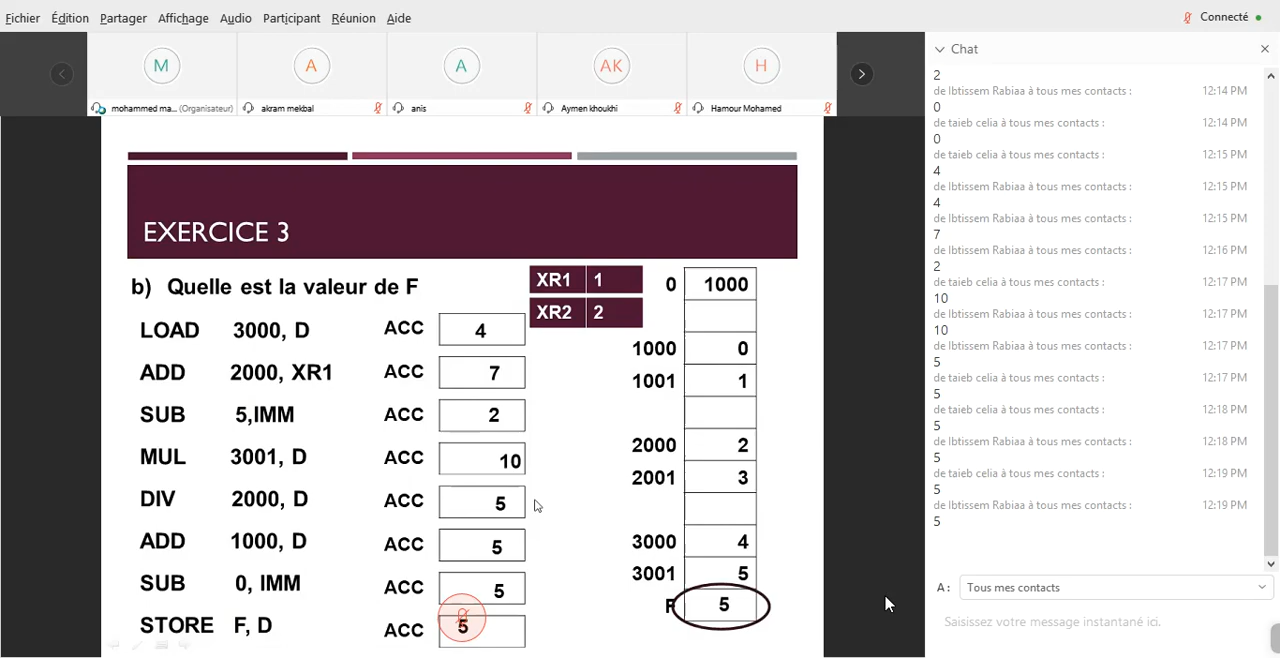 Fichier Édition Partager Affichage Audio Participant Réunion Aide
Connecté
M A A AK H
mohammed ma... (Organisateur) akram mekbal anis Aymen khoukhi Hamour Mohamed
EXERCICE 3
b) Quelle est la valeur de F
XR1 1
XR2 2
LOAD 3000, D ACC 4
ADD 2000, XR1 ACC 7
SUB 5,IMM ACC 2
MUL 3001, D ACC 10
DIV 2000, D ACC 5
ADD 1000, D ACC 5
SUB 0, IMM ACC 5
STORE F, D ACC 5
0 1000
1000 0
1001 1
2000 2
2001 3
3000 4
3001 5
F 5
Chat
2
de Ibtissem Rabiaa à tous mes contacts : 12:14 PM
0
de taieb celia à tous mes contacts : 12:14 PM
0
de taieb celia à tous mes contacts : 12:15 PM
4
de Ibtissem Rabiaa à tous mes contacts : 12:15 PM
4
de Ibtissem Rabiaa à tous mes contacts : 12:15 PM
7
de Ibtissem Rabiaa à tous mes contacts : 12:16 PM
2
de taieb celia à tous mes contacts : 12:17 PM
10
de Ibtissem Rabiaa à tous mes contacts : 12:17 PM
10
de Ibtissem Rabiaa à tous mes contacts : 12:17 PM
5
de taieb celia à tous mes contacts : 12:17 PM
5
de taieb celia à tous mes contacts : 12:18 PM
5
de Ibtissem Rabiaa à tous mes contacts : 12:18 PM
5
de taieb celia à tous mes contacts : 12:19 PM
5
de Ibtissem Rabiaa à tous mes contacts : 12:19 PM
5
A : Tous mes contacts
Saisissez votre message instantané ici.